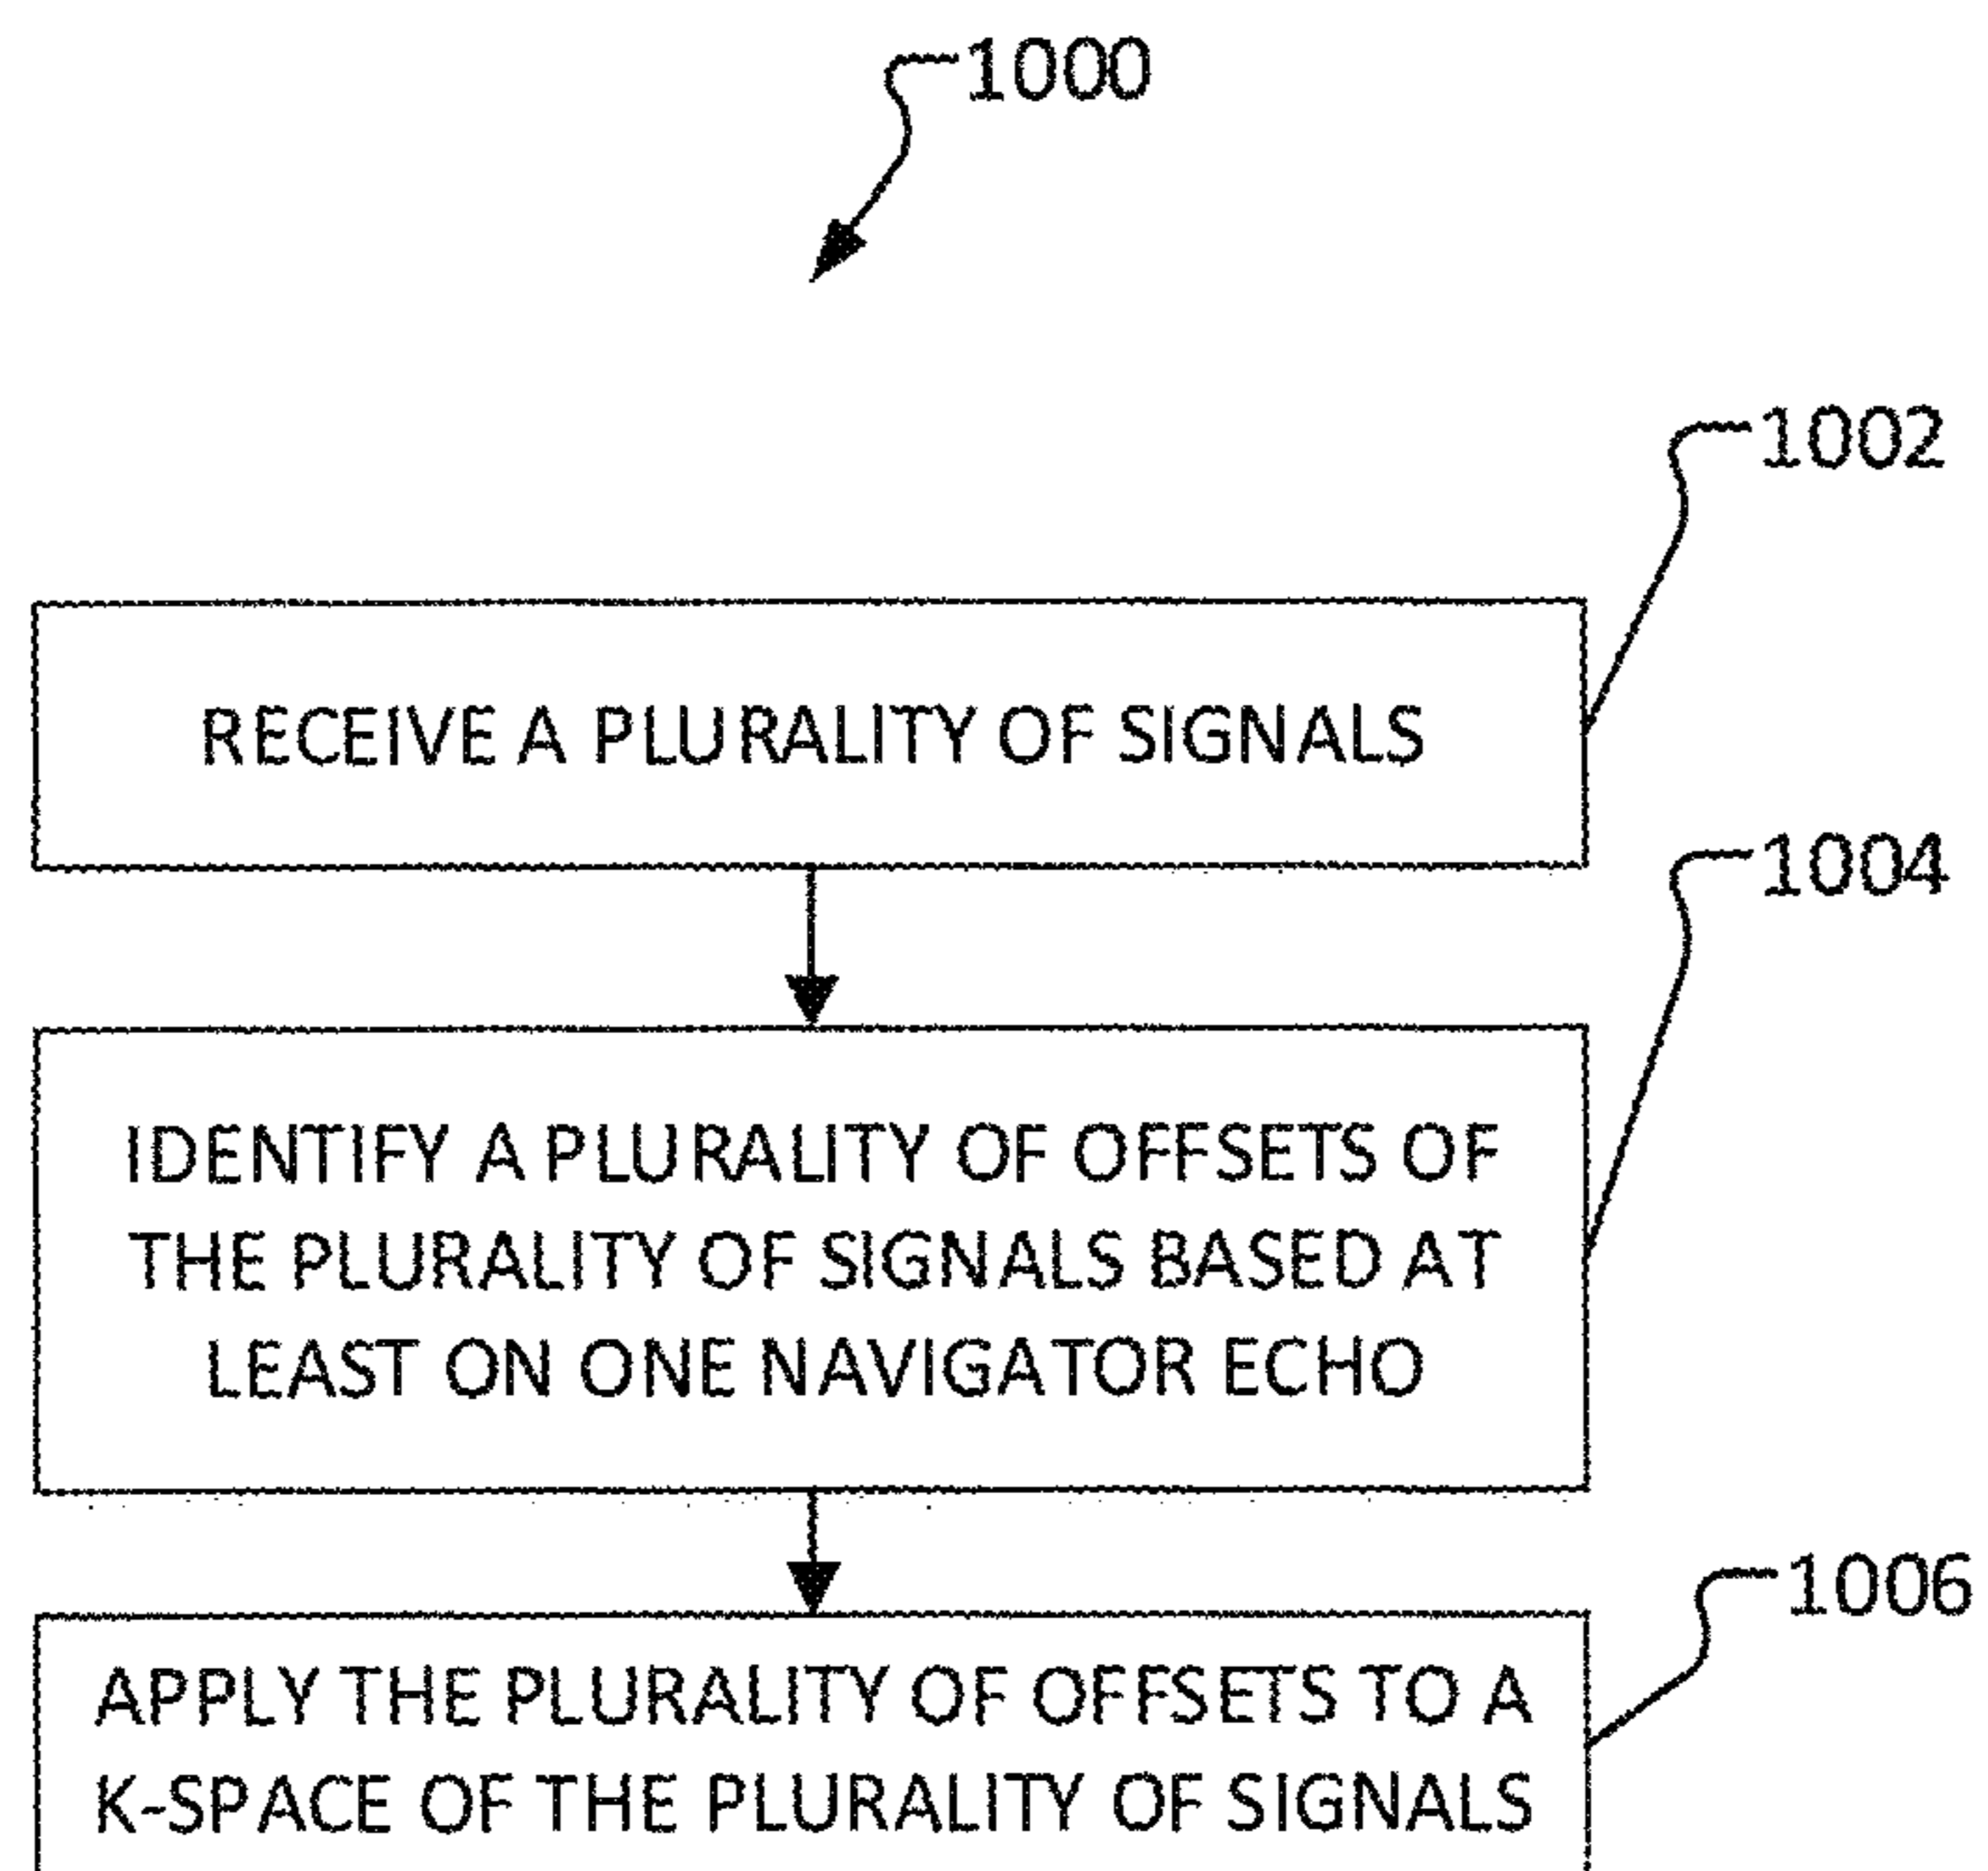 1000
1002
RECEIVE A PLURALITY OF SIGNALS
1004
IDENTIFY A PLURALITY OF OFFSETS OF
THE PLURALITY OF SIGNALS BASED AT
LEAST ON ONE NAVIGATOR ECHO
1006
APPLY THE PLURALITY OF OFFSETS TO A
K-SPACE OF THE PLURALITY OF SIGNALS